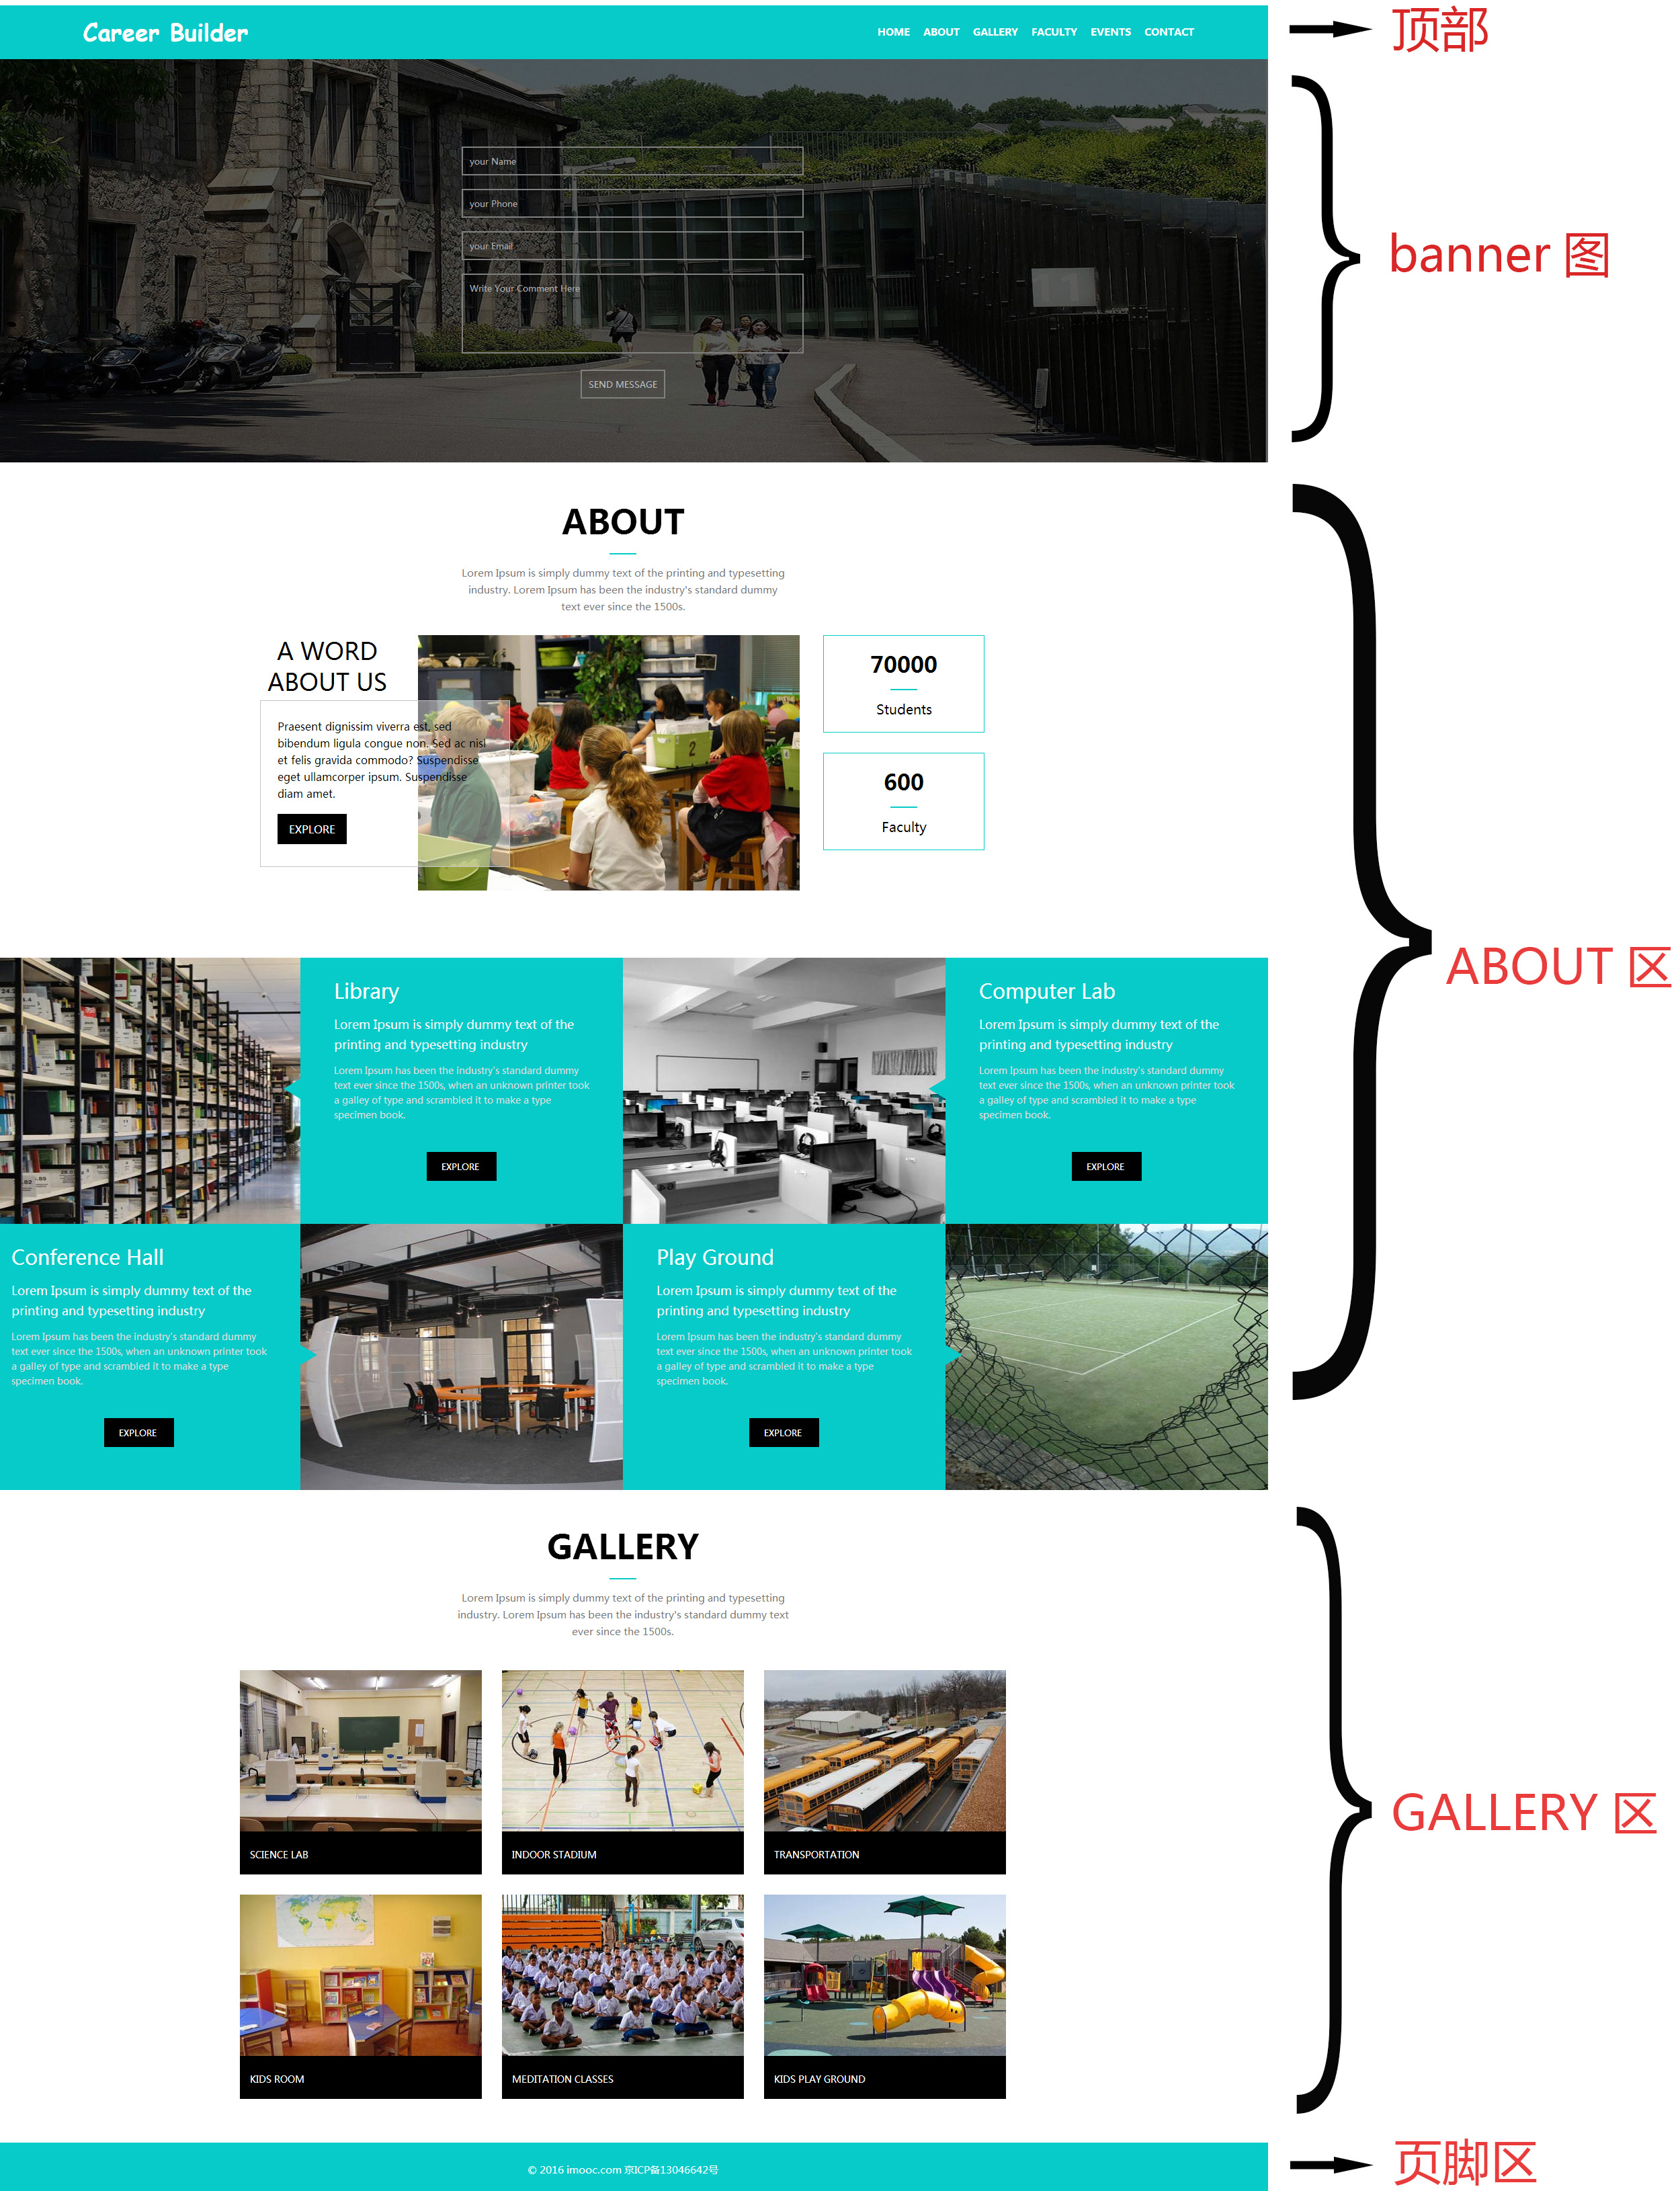 Career Builder
HOME ABOUT GALLERY FACULTY EVENTS CONTACT
顶部
your Name
your Phone
your Email
Write Your Comment Here
SEND MESSAGE
banner 图
ABOUT
Lorem Ipsum is simply dummy text of the printing and typesetting
industry. Lorem Ipsum has been the industry's standard dummy
text ever since the 1500s.
A WORD
ABOUT US
Praesent dignissim viverra est, sed
bibendum ligula congue non. Sed ac nisl
et felis gravida commodo? Suspendisse
eget ullamcorper ipsum. Suspendisse
diam amet.
EXPLORE
70000
Students
600
Faculty
ABOUT 区
Library
Lorem Ipsum is simply dummy text of the
printing and typesetting industry
Lorem Ipsum has been the industry's standard dummy
text ever since the 1500s, when an unknown printer took
a galley of type and scrambled it to make a type
specimen book.
EXPLORE
Computer Lab
Lorem Ipsum is simply dummy text of the
printing and typesetting industry
Lorem Ipsum has been the industry's standard dummy
text ever since the 1500s, when an unknown printer took
a galley of type and scrambled it to make a type
specimen book.
EXPLORE
Conference Hall
Lorem Ipsum is simply dummy text of the
printing and typesetting industry
Lorem Ipsum has been the industry's standard dummy
text ever since the 1500s, when an unknown printer took
a galley of type and scrambled it to make a type
specimen book.
EXPLORE
Play Ground
Lorem Ipsum is simply dummy text of the
printing and typesetting industry
Lorem Ipsum has been the industry's standard dummy
text ever since the 1500s, when an unknown printer took
a galley of type and scrambled it to make a type
specimen book.
EXPLORE
GALLERY
Lorem Ipsum is simply dummy text of the printing and typesetting
industry. Lorem Ipsum has been the industry's standard dummy text
ever since the 1500s.
SCIENCE LAB
INDOOR STADIUM
TRANSPORTATION
GALLERY 区
KIDS ROOM
MEDITATION CLASSES
KIDS PLAY GROUND
© 2016 imooc.com 京ICP备13046642号
页脚区